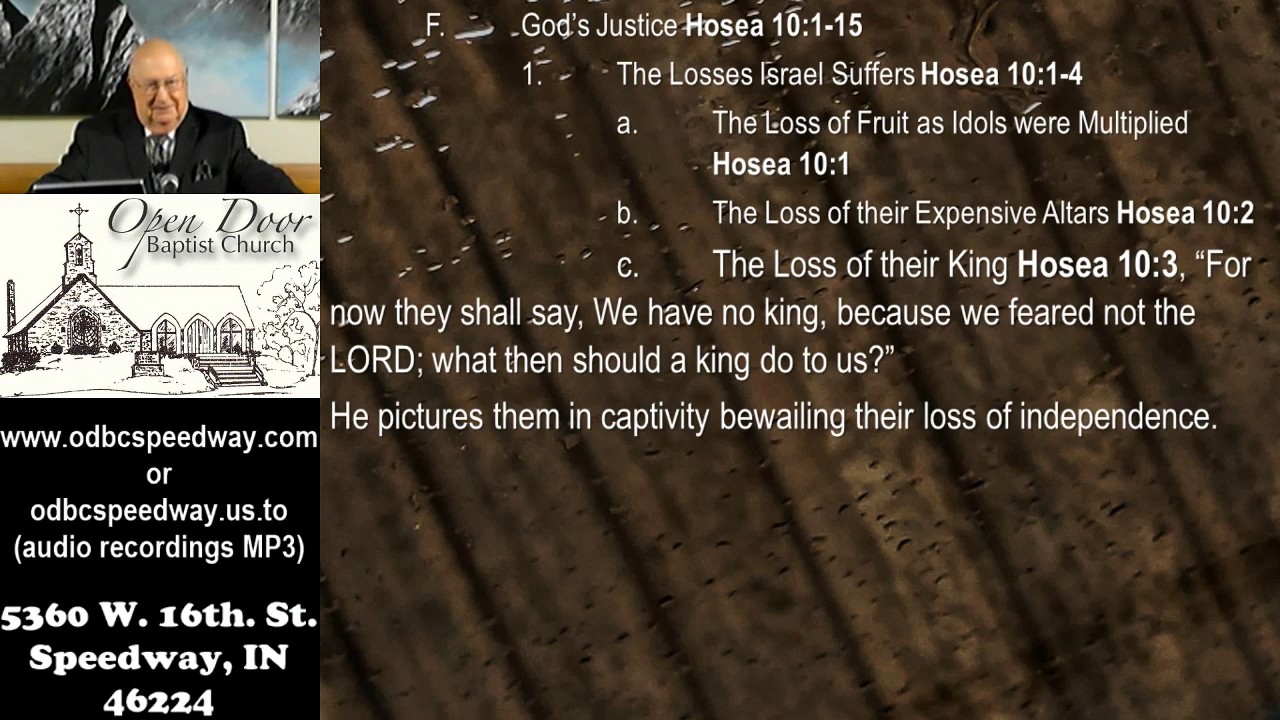 F. God’s Justice Hosea 10:1-15
1. The Losses Israel Suffers Hosea 10:1-4
a. The Loss of Fruit as Idols were Multiplied
Hosea 10:1
b. The Loss of their Expensive Altars Hosea 10:2
c. The Loss of their King Hosea 10:3, “For
now they shall say, We have no king, because we feared not the
LORD; what then should a king do to us?”
He pictures them in captivity bewailing their loss of independence.
Open Door
Baptist Church
www.odbcspeedway.com
or
odbcspeedway.us.to
(audio recordings MP3)
5360 W. 16th. St.
Speedway, IN
46224